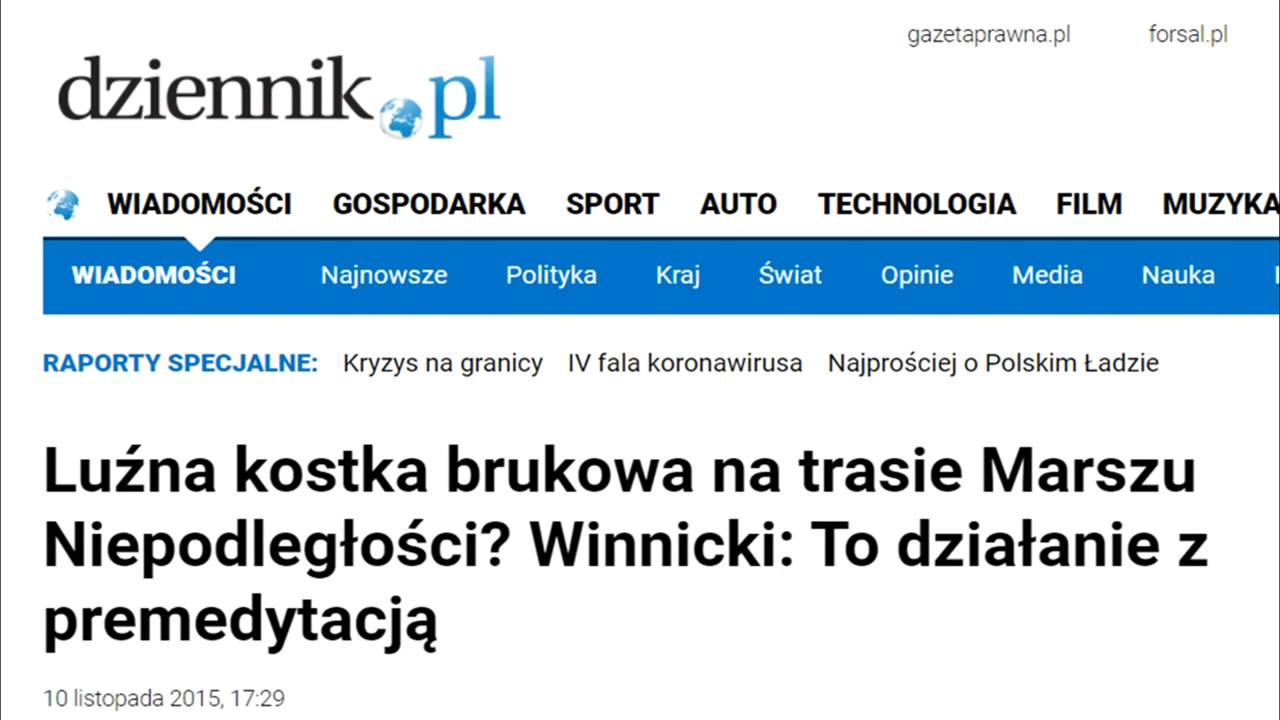 gazetaprawna.pl forsal.pl
dziennik.pl
WIADOMOŚCI GOSPODARKA SPORT AUTO TECHNOLOGIA FILM MUZYKA
WIADOMOŚCI Najnowsze Polityka Kraj Świat Opinie Media Nauka
RAPORTY SPECJALNE: Kryzys na granicy IV fala koronawirusa Najprościej o Polskim Ładzie
Luźna kostka brukowa na trasie Marszu
Niepodległości? Winnicki: To działanie z
premedytacją
10 listopada 2015, 17:29